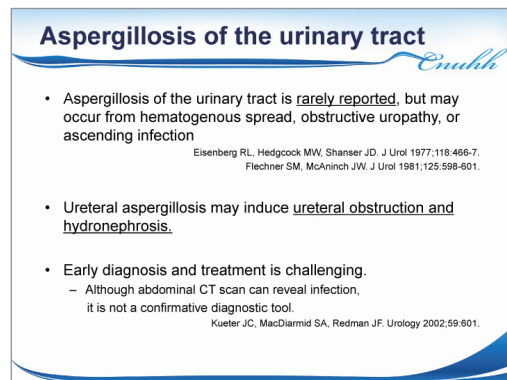 Aspergillosis of the urinary tract
Cnuhh
• Aspergillosis of the urinary tract is rarely reported, but may
occur from hematogenous spread, obstructive uropathy, or
ascending infection
Eisenberg RL, Hedgcock MW, Shanser JD. J Urol 1977;118:466-7.
Flechner SM, McAninch JW. J Urol 1981;125:598-601.
• Ureteral aspergillosis may induce ureteral obstruction and
hydronephrosis.
• Early diagnosis and treatment is challenging.
– Although abdominal CT scan can reveal infection,
it is not a confirmative diagnostic tool.
Kueter JC, MacDiarmid SA, Redman JF. Urology 2002;59:601.